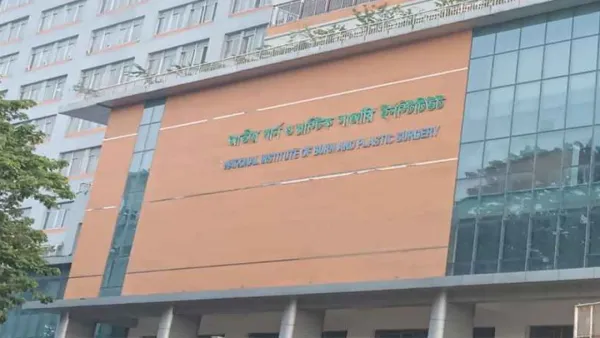 জাতীয় বার্ন ও প্লাস্টিক সার্জারি ইনস্টিটিউট
NATIONAL INSTITUTE OF BURN AND PLASTIC SURGERY